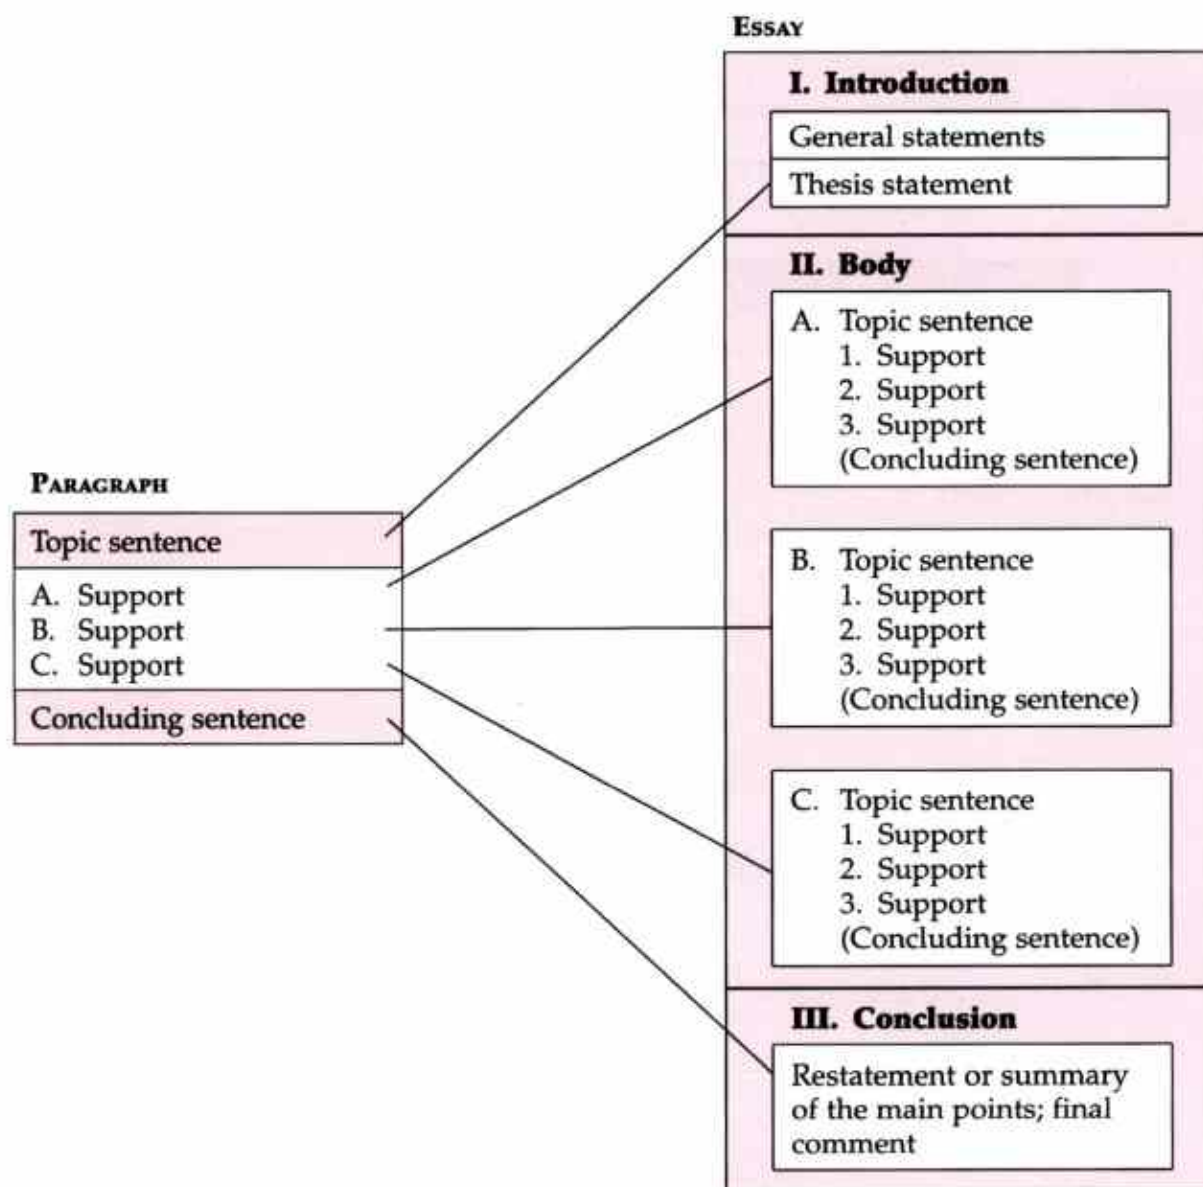 ESSAY
I. Introduction
General statements
Thesis statement
II. Body
A. Topic sentence
1. Support
2. Support
3. Support
(Concluding sentence)
B. Topic sentence
1. Support
2. Support
3. Support
(Concluding sentence)
C. Topic sentence
1. Support
2. Support
3. Support
(Concluding sentence)
III. Conclusion
Restatement or summary
of the main points; final
comment
PARAGRAPH
Topic sentence
A. Support
B. Support
C. Support
Concluding sentence